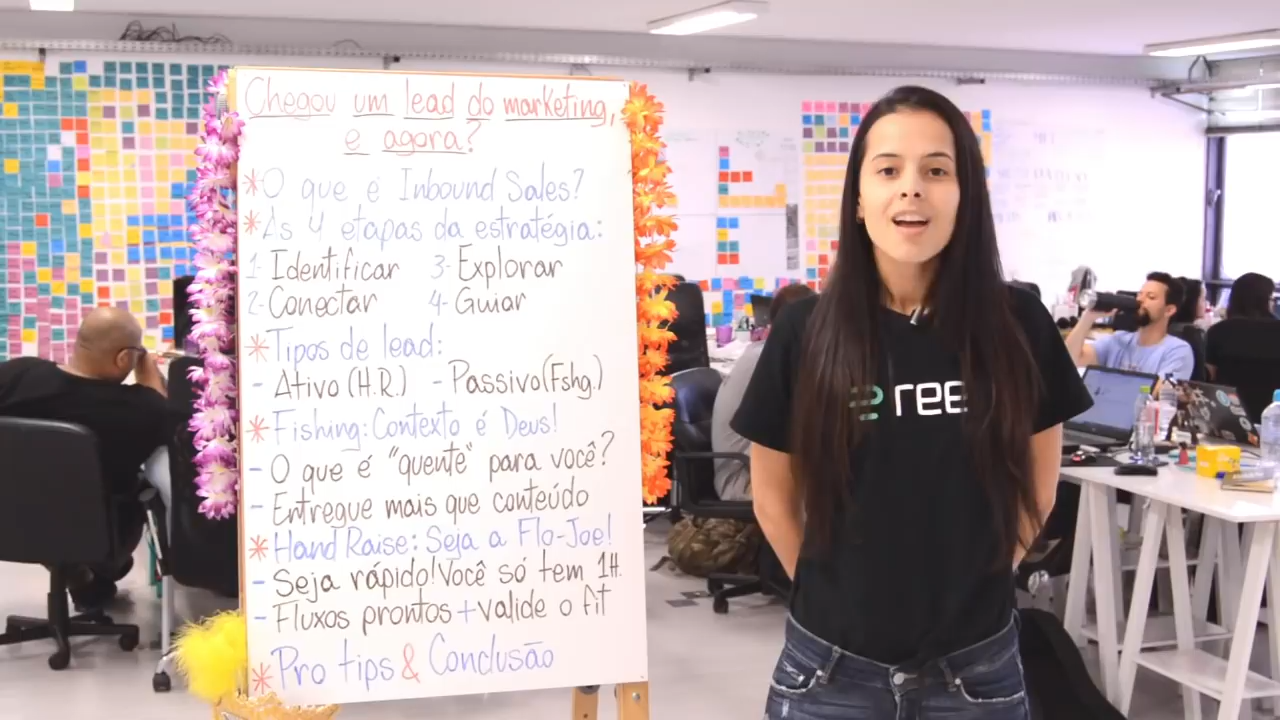 Chegou um lead do marketing,
e agora?
* O que é Inbound Sales?
* As 4 etapas da estratégia:
1- Identificar 3- Explorar
2- Conectar 4- Guiar
* Tipos de lead:
- Ativo (H.R.) - Passivo (Fshg.)
* Fishing: Contexto é Deus!
- O que é "quente" para você?
- Entregue mais que conteúdo
* Hand Raise: Seja a Flo-Joe!
- Seja rápido! Você só tem 1H.
- Fluxos prontos + valide o fit
* Pro tips & Conclusão
ree